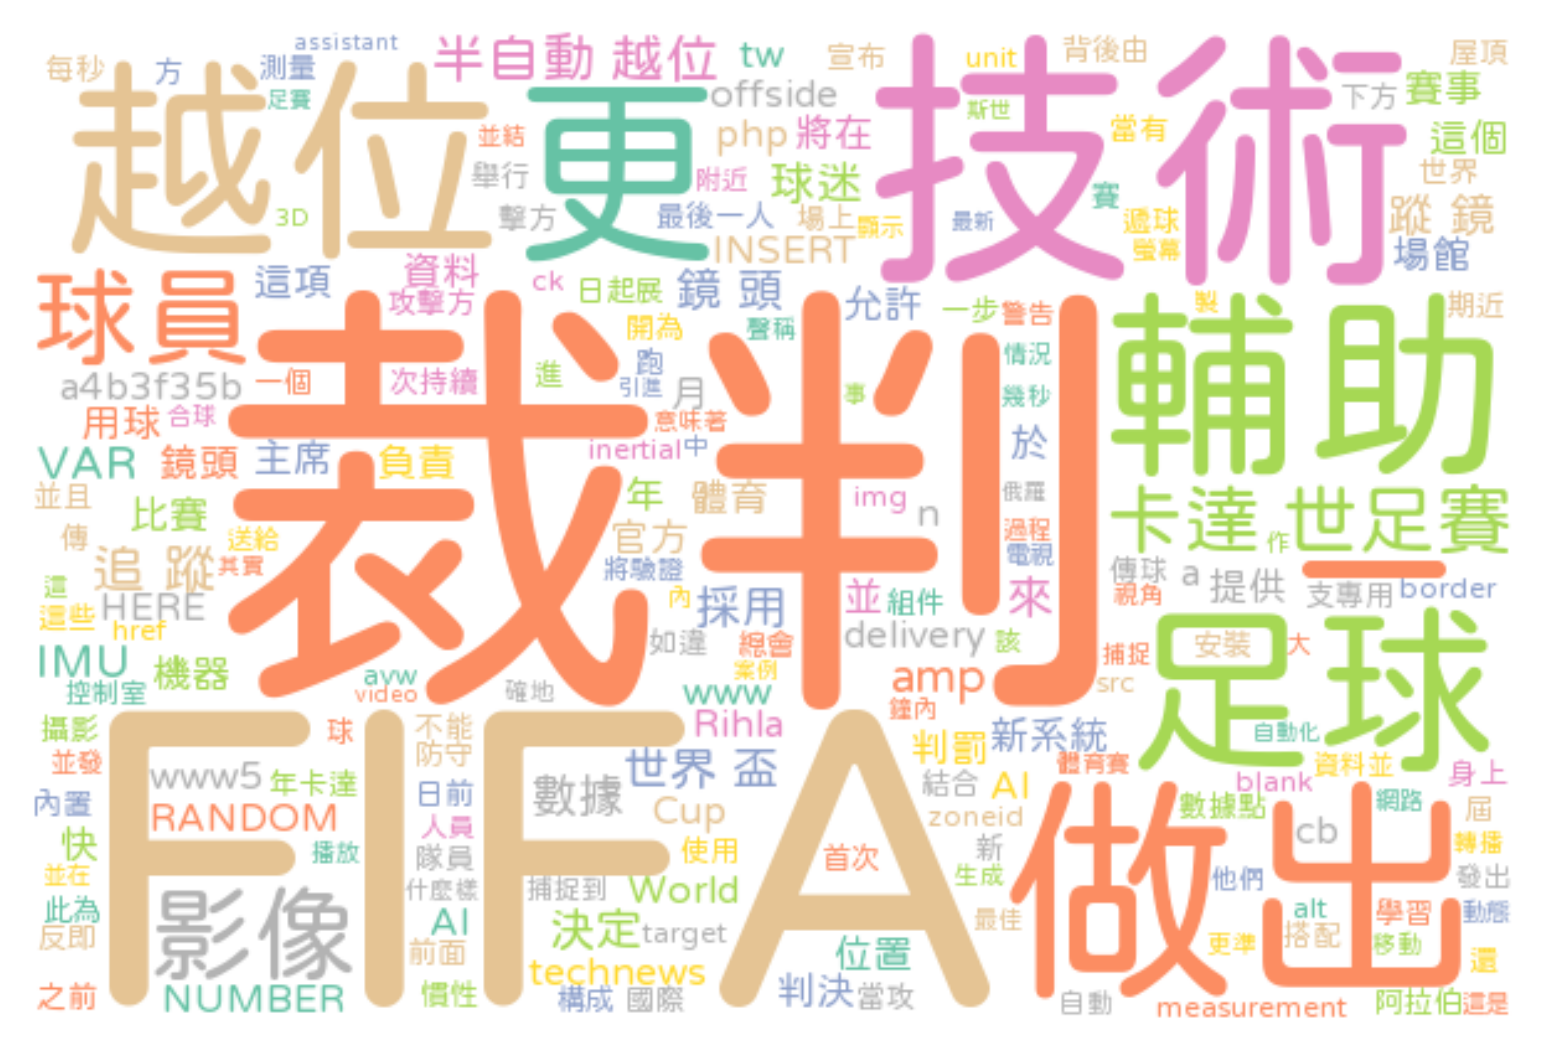 assistant
半自動 越位
tw
宣布
unit
背後由
屋頂
每秒
方
測量
足賽
越位
更
offside
技術
斯世
下方
賽事
並結
php
將在
當有
這個
舉行
附近
球迷
賽
世界
3D
擊方
最後一人
場上
顯示
最新
遞球
蹤 鏡
INSERT
螢幕
場館
球員
這項
資料
ck
日起展
鏡 頭
允許
一步
警告
製
期近
攻擊方
開為
聲稱
裁判
輔助
跑
情況
a4b3f35b
一個
次持續
進
引進
月
事
幾秒
用球
合球
意味著
於
VAR
鏡頭
主席
負責
inertial
中
並且
比賽
年
體育
img
n
俄羅
卡達 世足賽
傳
送給
官方
過程
作
追 蹤
其實
將驗證
電視
傳球
a
提供
這
HERE
內
採用
並
組件
來
視角
支專用
border
這些
href
如違
總會
delivery
該
足球
安裝
大
IMU
機器
案例
捕捉
控制室
avw
video
確地
www
amp
src
鐘內
攝影
球
不能
Rihla
判罰
新系統
自動化
並發
FIFA
防守
世界 盃
體育賽
資料並
身上
www5
年卡達
日前
數據
結合
AI
blank
內置
RANDOM
人員
Cup
zoneid
做出
數據點
網路
屆
快
播放
隊員
使用
首次
新
cb
轉播
並在
影像
什麼樣
捕捉到
World
生成
他們
發出
此為
AI
決定
target
最佳
alt
學習
動態
反即
前面
technews
位置
更準
搭配
移動
還
之前
NUMBER
慣性
構成
國際
判決
當攻
自動
measurement
阿拉伯
這是